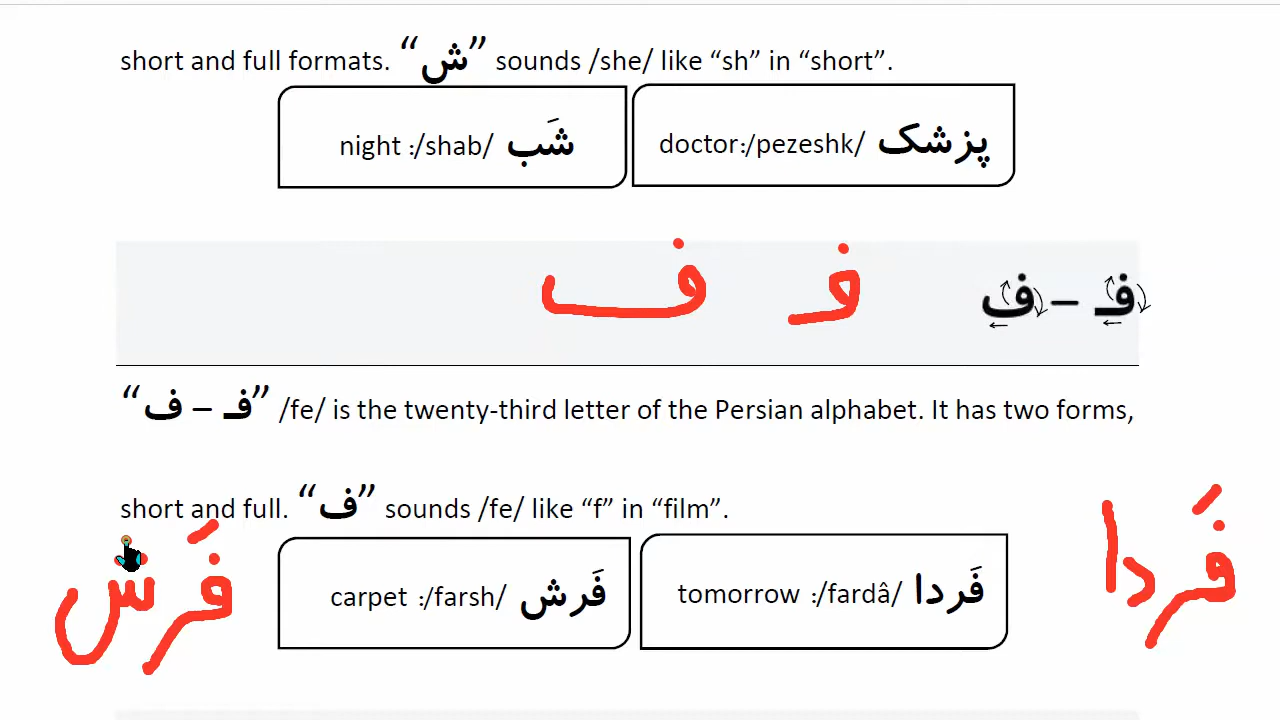 short and full formats. “ش” sounds /she/ like “sh” in “short”.
night :/shab/ شَب
doctor:/pezeshk/ پزشک
ف فـ
فـ – ف
“فـ – ف” /fe/ is the twenty-third letter of the Persian alphabet. It has two forms,
short and full. “ف” sounds /fe/ like “f” in “film”.
فَرش
carpet :/farsh/ فَرش
tomorrow :/fardâ/ فَردا
فَردا